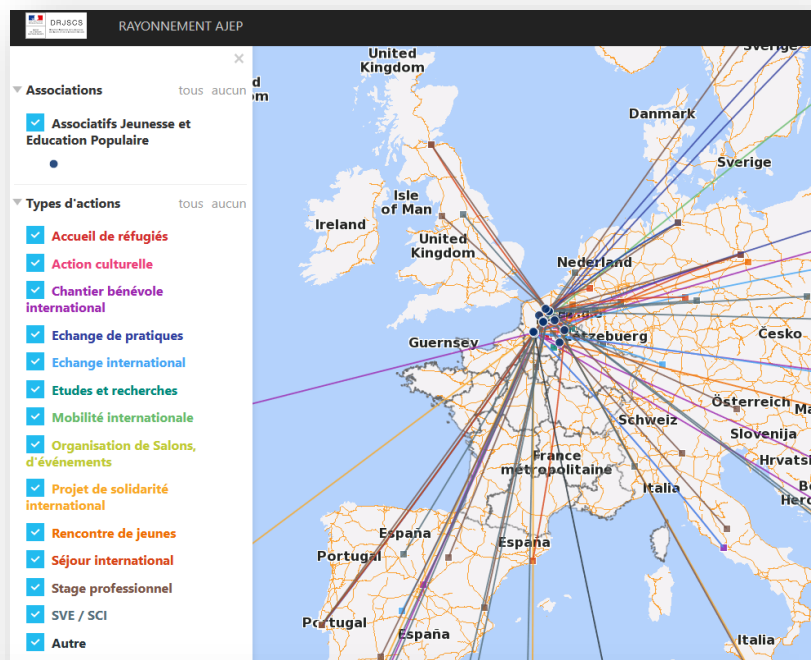 DRJSCS
RAYONNEMENT AJEP
×
Associations
tous aucun
Associatifs Jeunesse et
Education Populaire
Types d'actions
tous aucun
Accueil de réfugiés
Action culturelle
Chantier bénévole
international
Echange de pratiques
Echange international
Etudes et recherches
Mobilité internationale
Organisation de Salons,
d'événements
Projet de solidarité
international
Rencontre de jeunes
Séjour international
Stage professionnel
SVE / SCI
Autre
United
Kingdom
Sverige
Danmark
Sverige
Isle
of Man
Ireland
United
Kingdom
Nederland
Guernsey
Česko
Österreich
Schweiz
Slovenija
France
métropolitaine
Italia
España
España
Portugal
Portugal
España
Italia